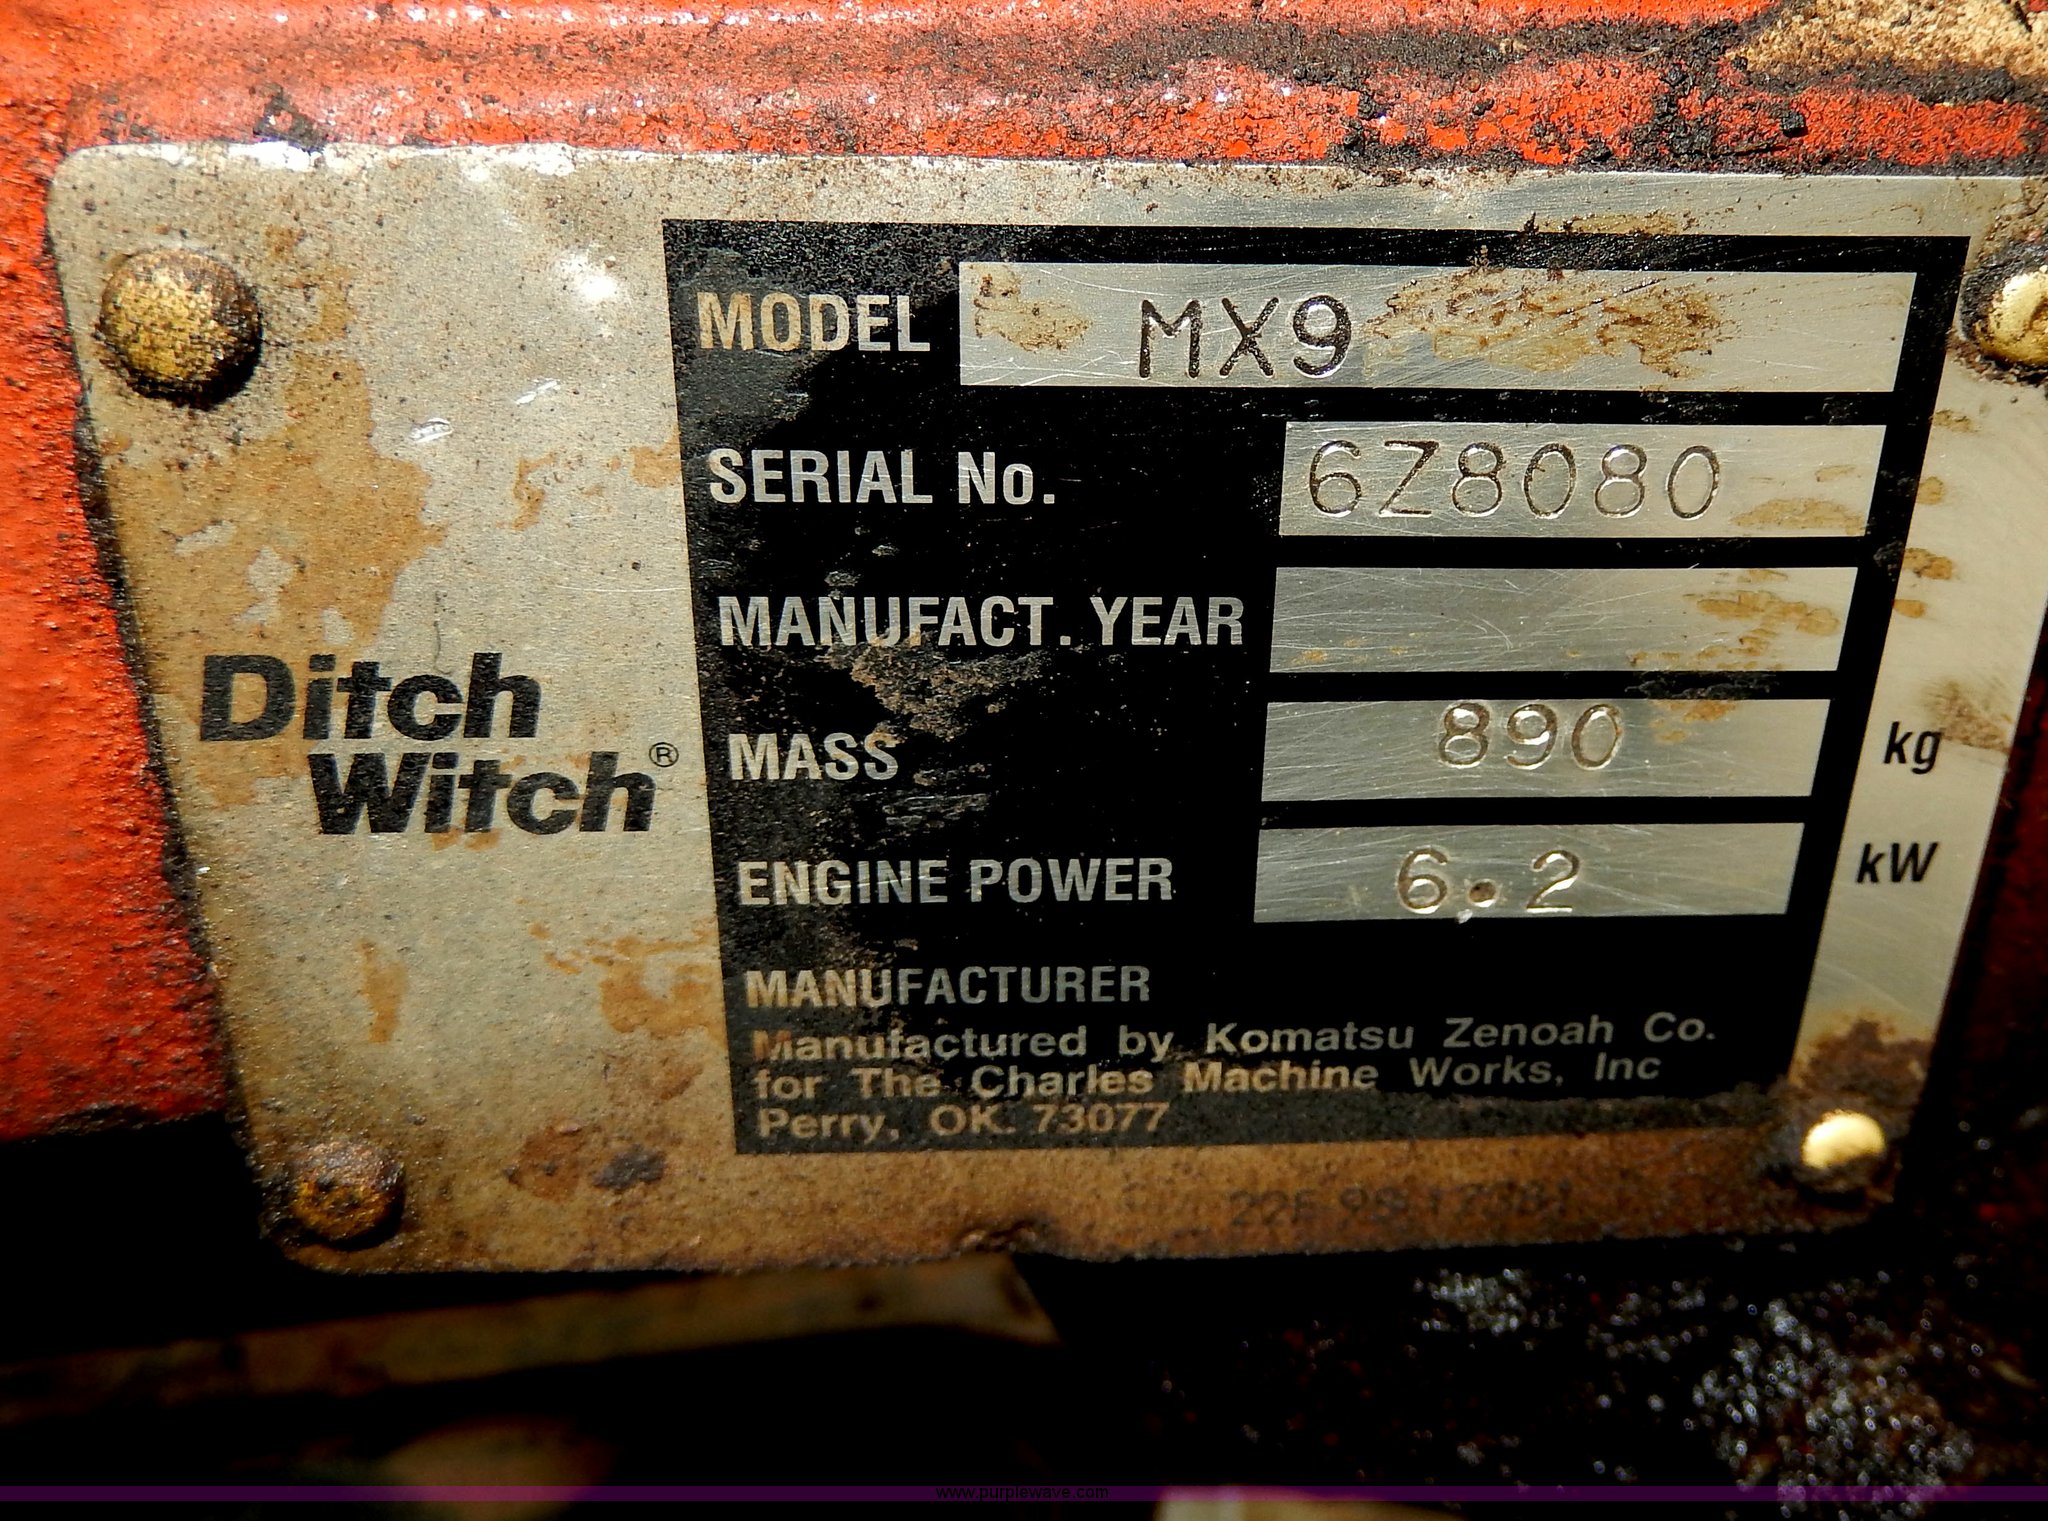 MODEL MX9
SERIAL No. 6Z8080
MANUFACT. YEAR
MASS 890 kg
ENGINE POWER 6.2 kW
Ditch
Witch®
MANUFACTURER
Manufactured by Komatsu Zenoah Co.
for The Charles Machine Works, Inc
Perry, OK. 73077
www.purplewave.com